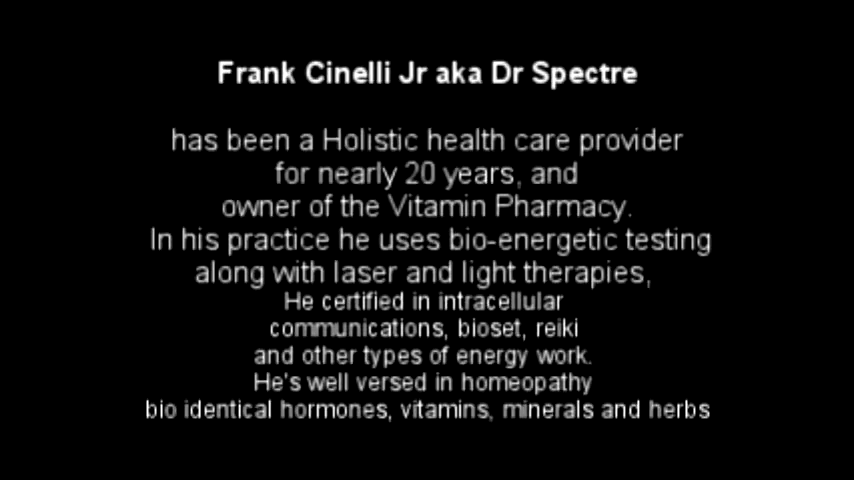 Frank Cinelli Jr aka Dr Spectre
has been a Holistic health care provider
for nearly 20 years, and
owner of the Vitamin Pharmacy.
In his practice he uses bio-energetic testing
along with laser and light therapies,
He certified in intracellular
communications, bioset, reiki
and other types of energy work.
He's well versed in homeopathy
bio identical hormones, vitamins, minerals and herbs